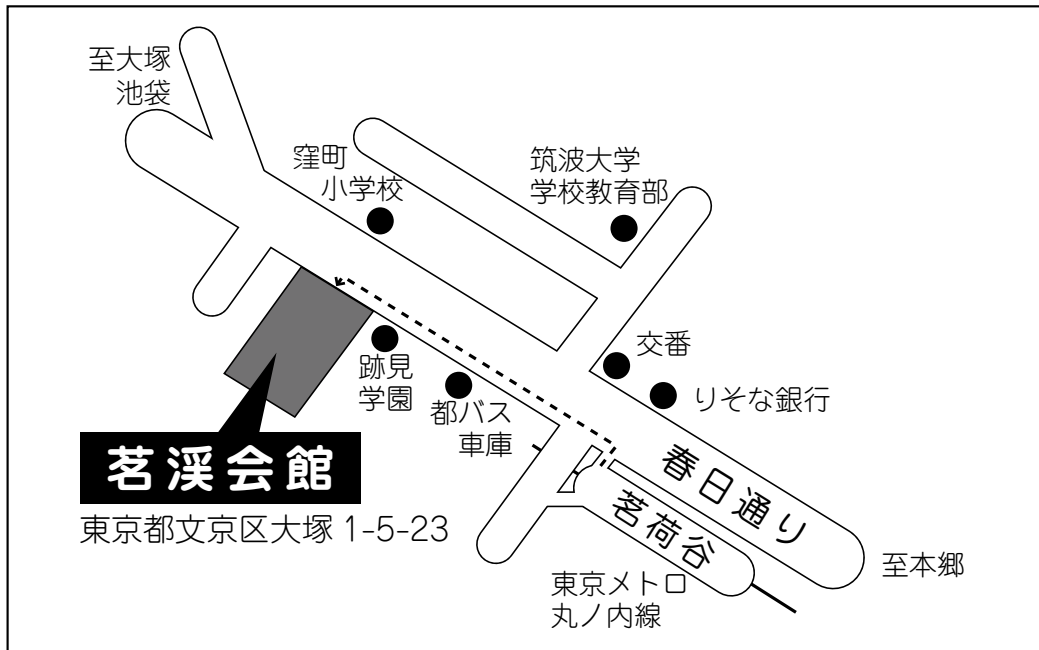 至大塚
池袋
窪町
小学校
筑波大学
学校教育部
交番
りそな銀行
跡見
学園
都バス
車庫
茗渓会館
東京都文京区大塚 1-5-23
春日通り
茗荷谷
東京メトロ
丸ノ内線
至本郷